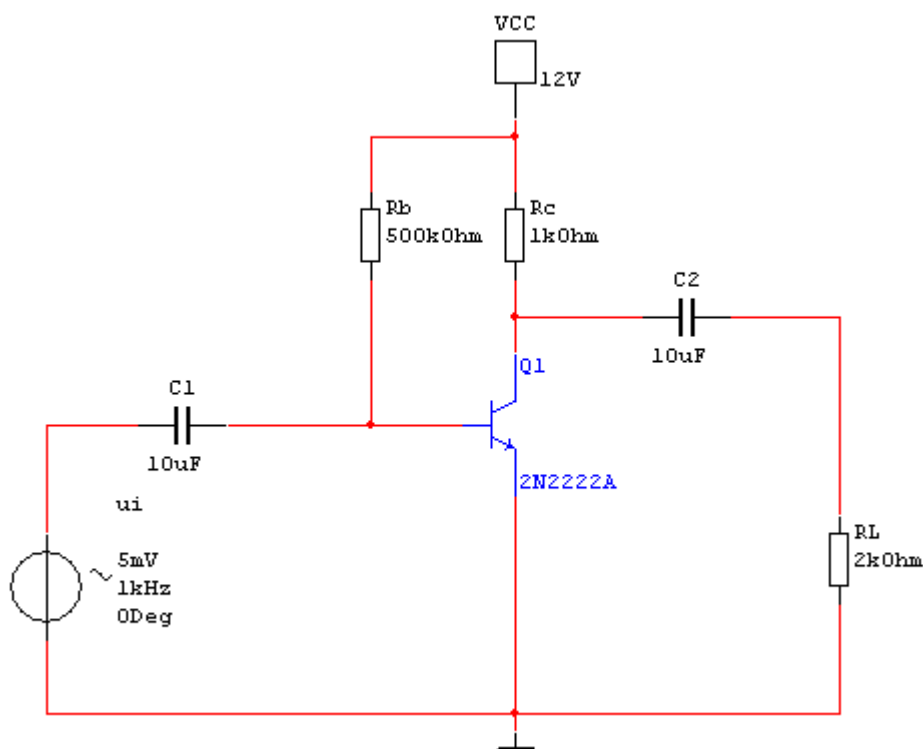 VCC
12V
Rb
500kOhm
Rc
1kOhm
C2
10uF
Q1
2N2222A
C1
10uF
ui
5mV
1kHz
0Deg
RL
2kOhm